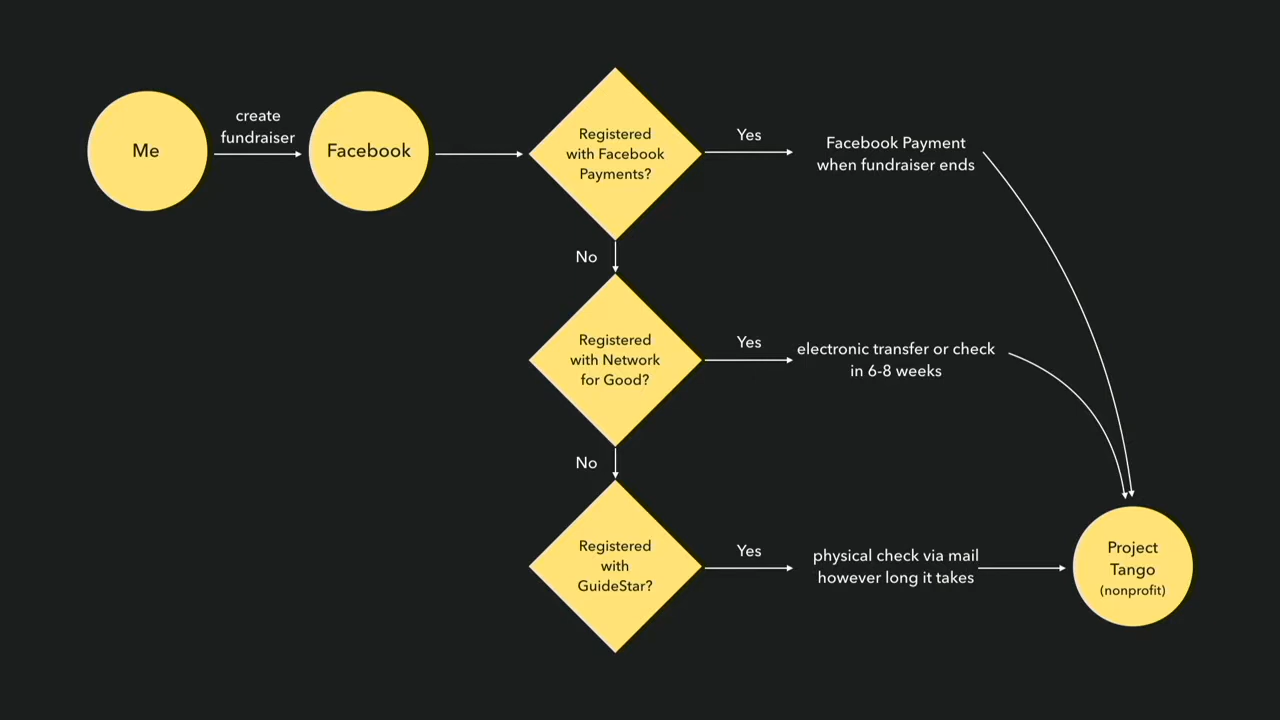 Me
create
fundraiser
Facebook
Registered
with Facebook
Payments?
Yes
Facebook Payment
when fundraiser ends
No
Registered
with Network
for Good?
Yes
electronic transfer or check
in 6-8 weeks
No
Registered
with
GuideStar?
Yes
physical check via mail
however long it takes
Project
Tango
(nonprofit)